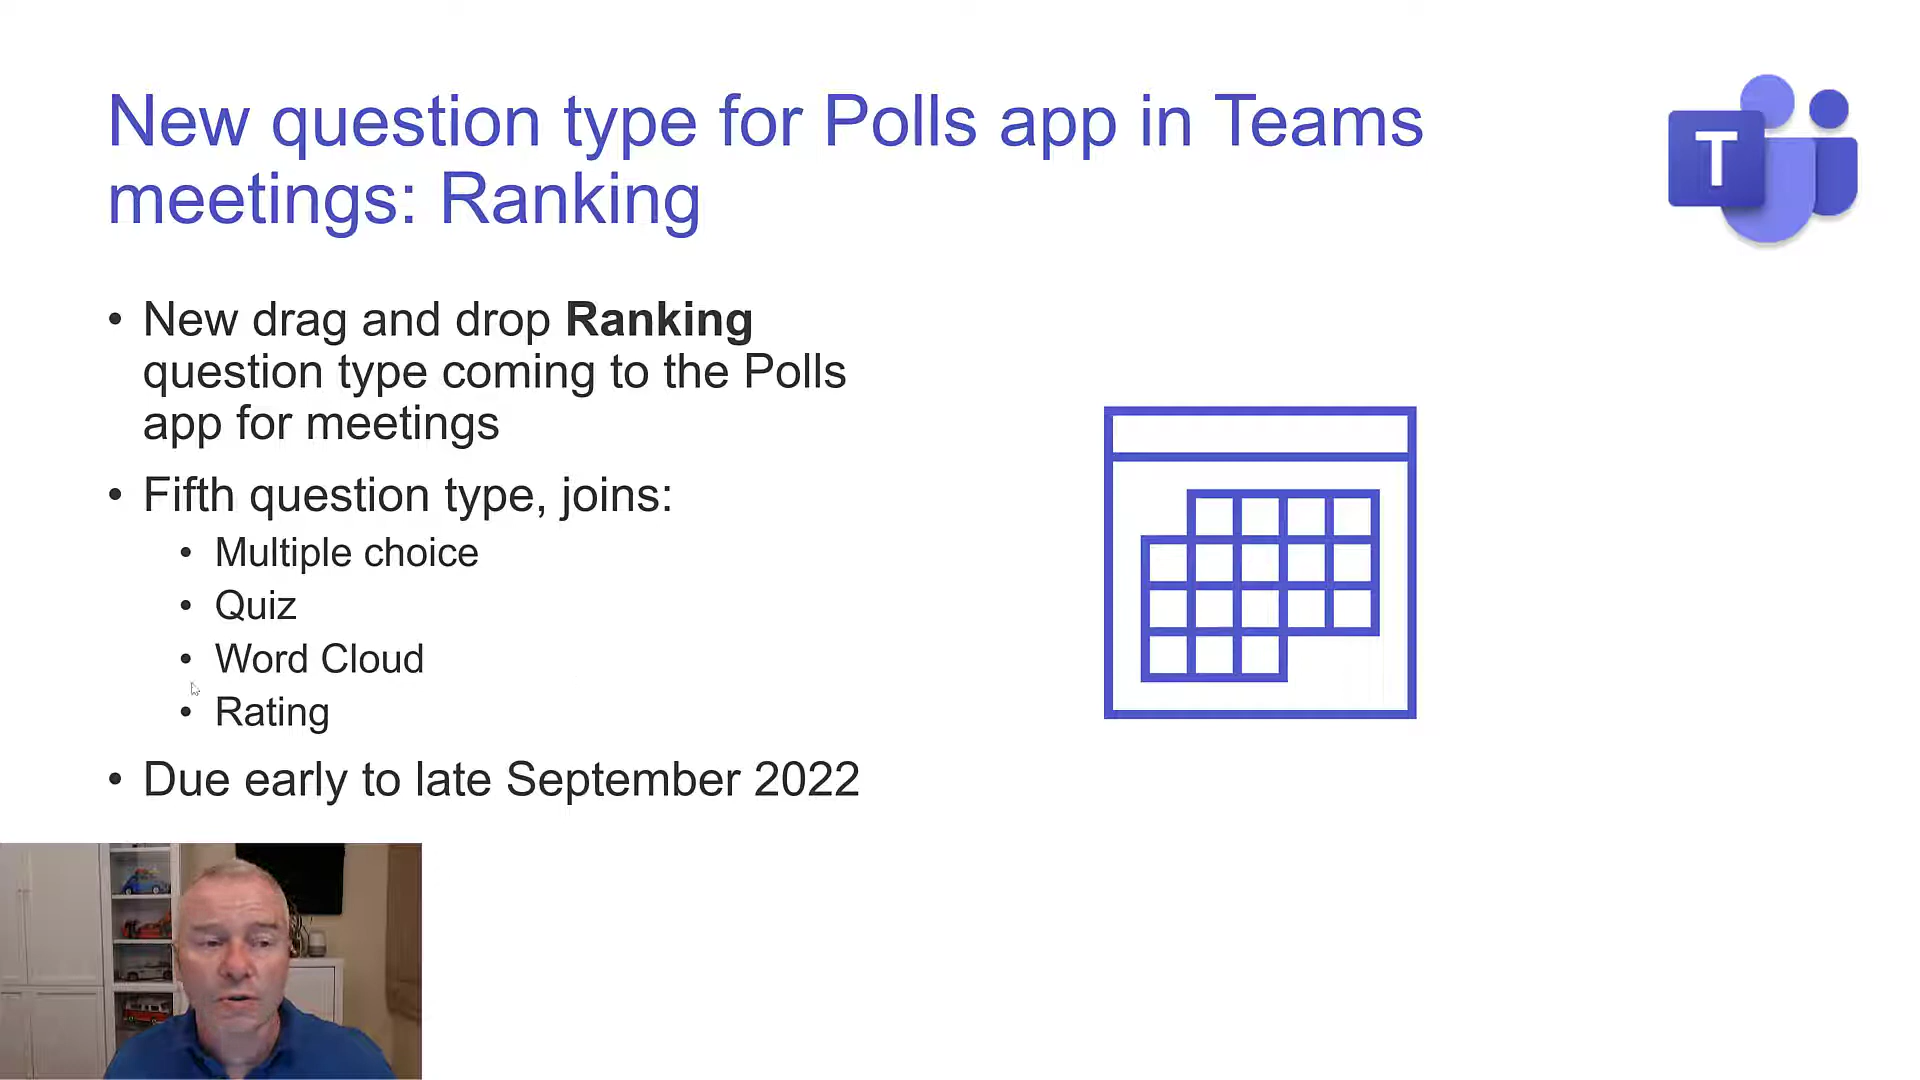 New question type for Polls app in Teams
meetings: Ranking
T
• New drag and drop Ranking
question type coming to the Polls
app for meetings
• Fifth question type, joins:
• Multiple choice
• Quiz
• Word Cloud
• Rating
• Due early to late September 2022